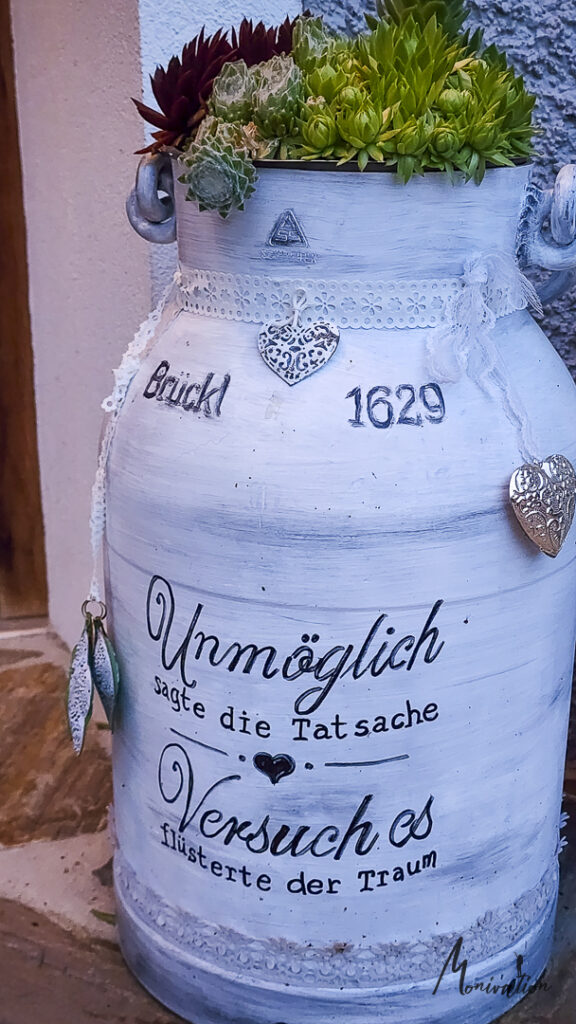 Brückl 1629
Unmöglich
sagte die Tatsache
Versuch es
flüsterte der Traum
Monivation